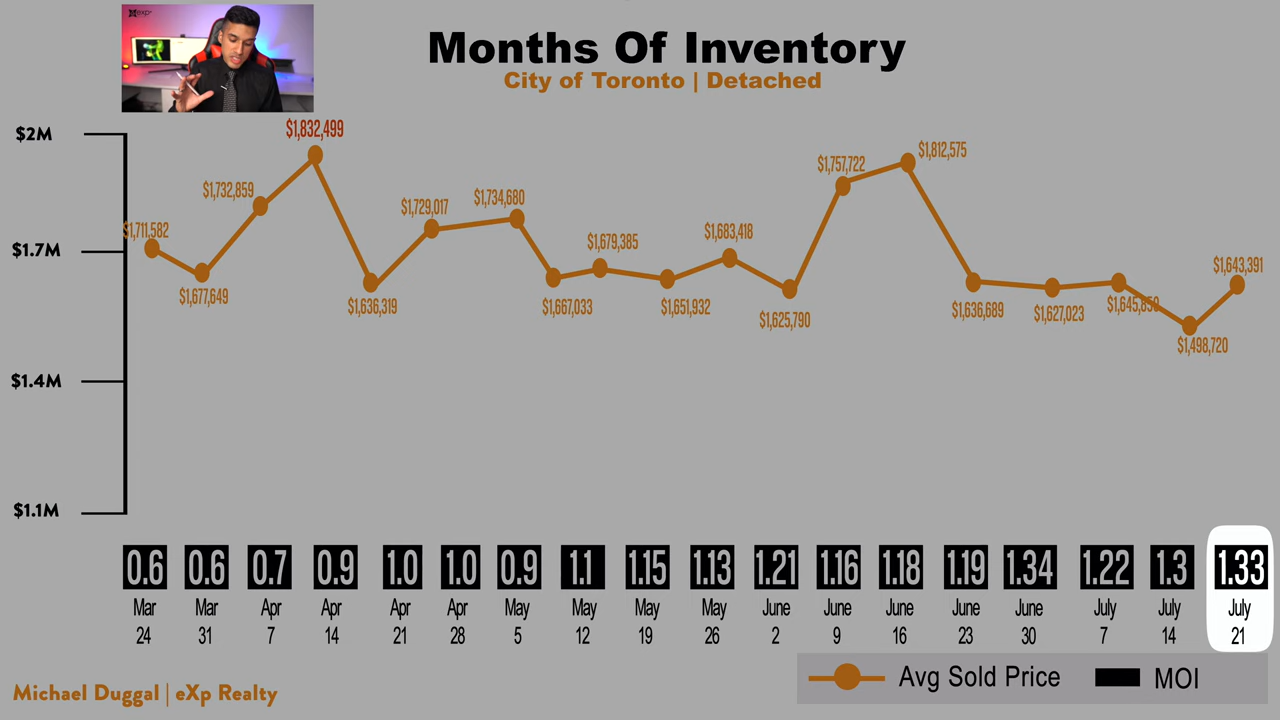 exp
Months Of Inventory
City of Toronto | Detached
$2M
$1.7M
$1.4M
$1.1M
$1,711,582
$1,677,649
$1,732,859
$1,832,499
$1,636,319
$1,729,017
$1,734,680
$1,667,033
$1,679,385
$1,651,932
$1,683,418
$1,625,790
$1,757,722
$1,812,575
$1,636,689
$1,627,023
$1,645,850
$1,498,720
$1,643,391
0.6 0.6 0.7 0.9 1.0 1.0 0.9 1.1 1.15 1.13 1.21 1.16 1.18 1.19 1.34 1.22 1.3 1.33
Mar Mar Apr Apr Apr Apr May May May May June June June June June July July July
24 31 7 14 21 28 5 12 19 26 2 9 16 23 30 7 14 21
Avg Sold Price MOI
Michael Duggal | eXp Realty